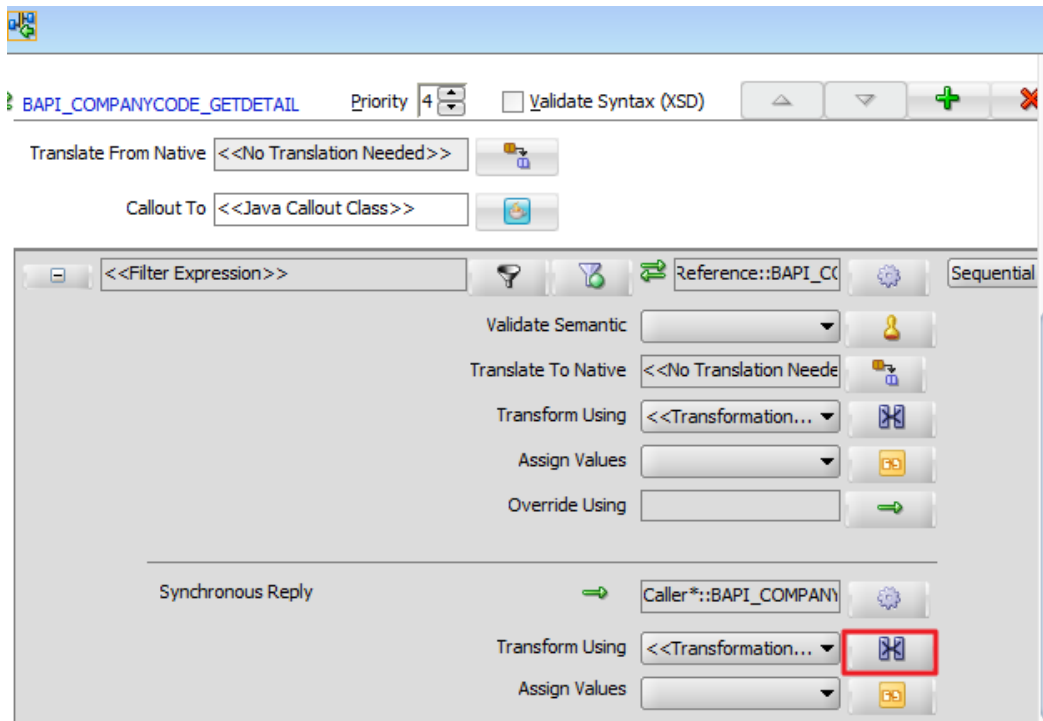 BAPI_COMPANYCODE_GETDETAIL Priority 4 Validate Syntax (XSD)
Translate From Native <<No Translation Needed>>
Callout To <<Java Callout Class>>
<<Filter Expression>> Reference::BAPI_CO Sequential
Validate Semantic
Translate To Native <<No Translation Neede
Transform Using <<Transformation...
Assign Values
Override Using
Synchronous Reply Caller*::BAPI_COMPANY
Transform Using <<Transformation...
Assign Values